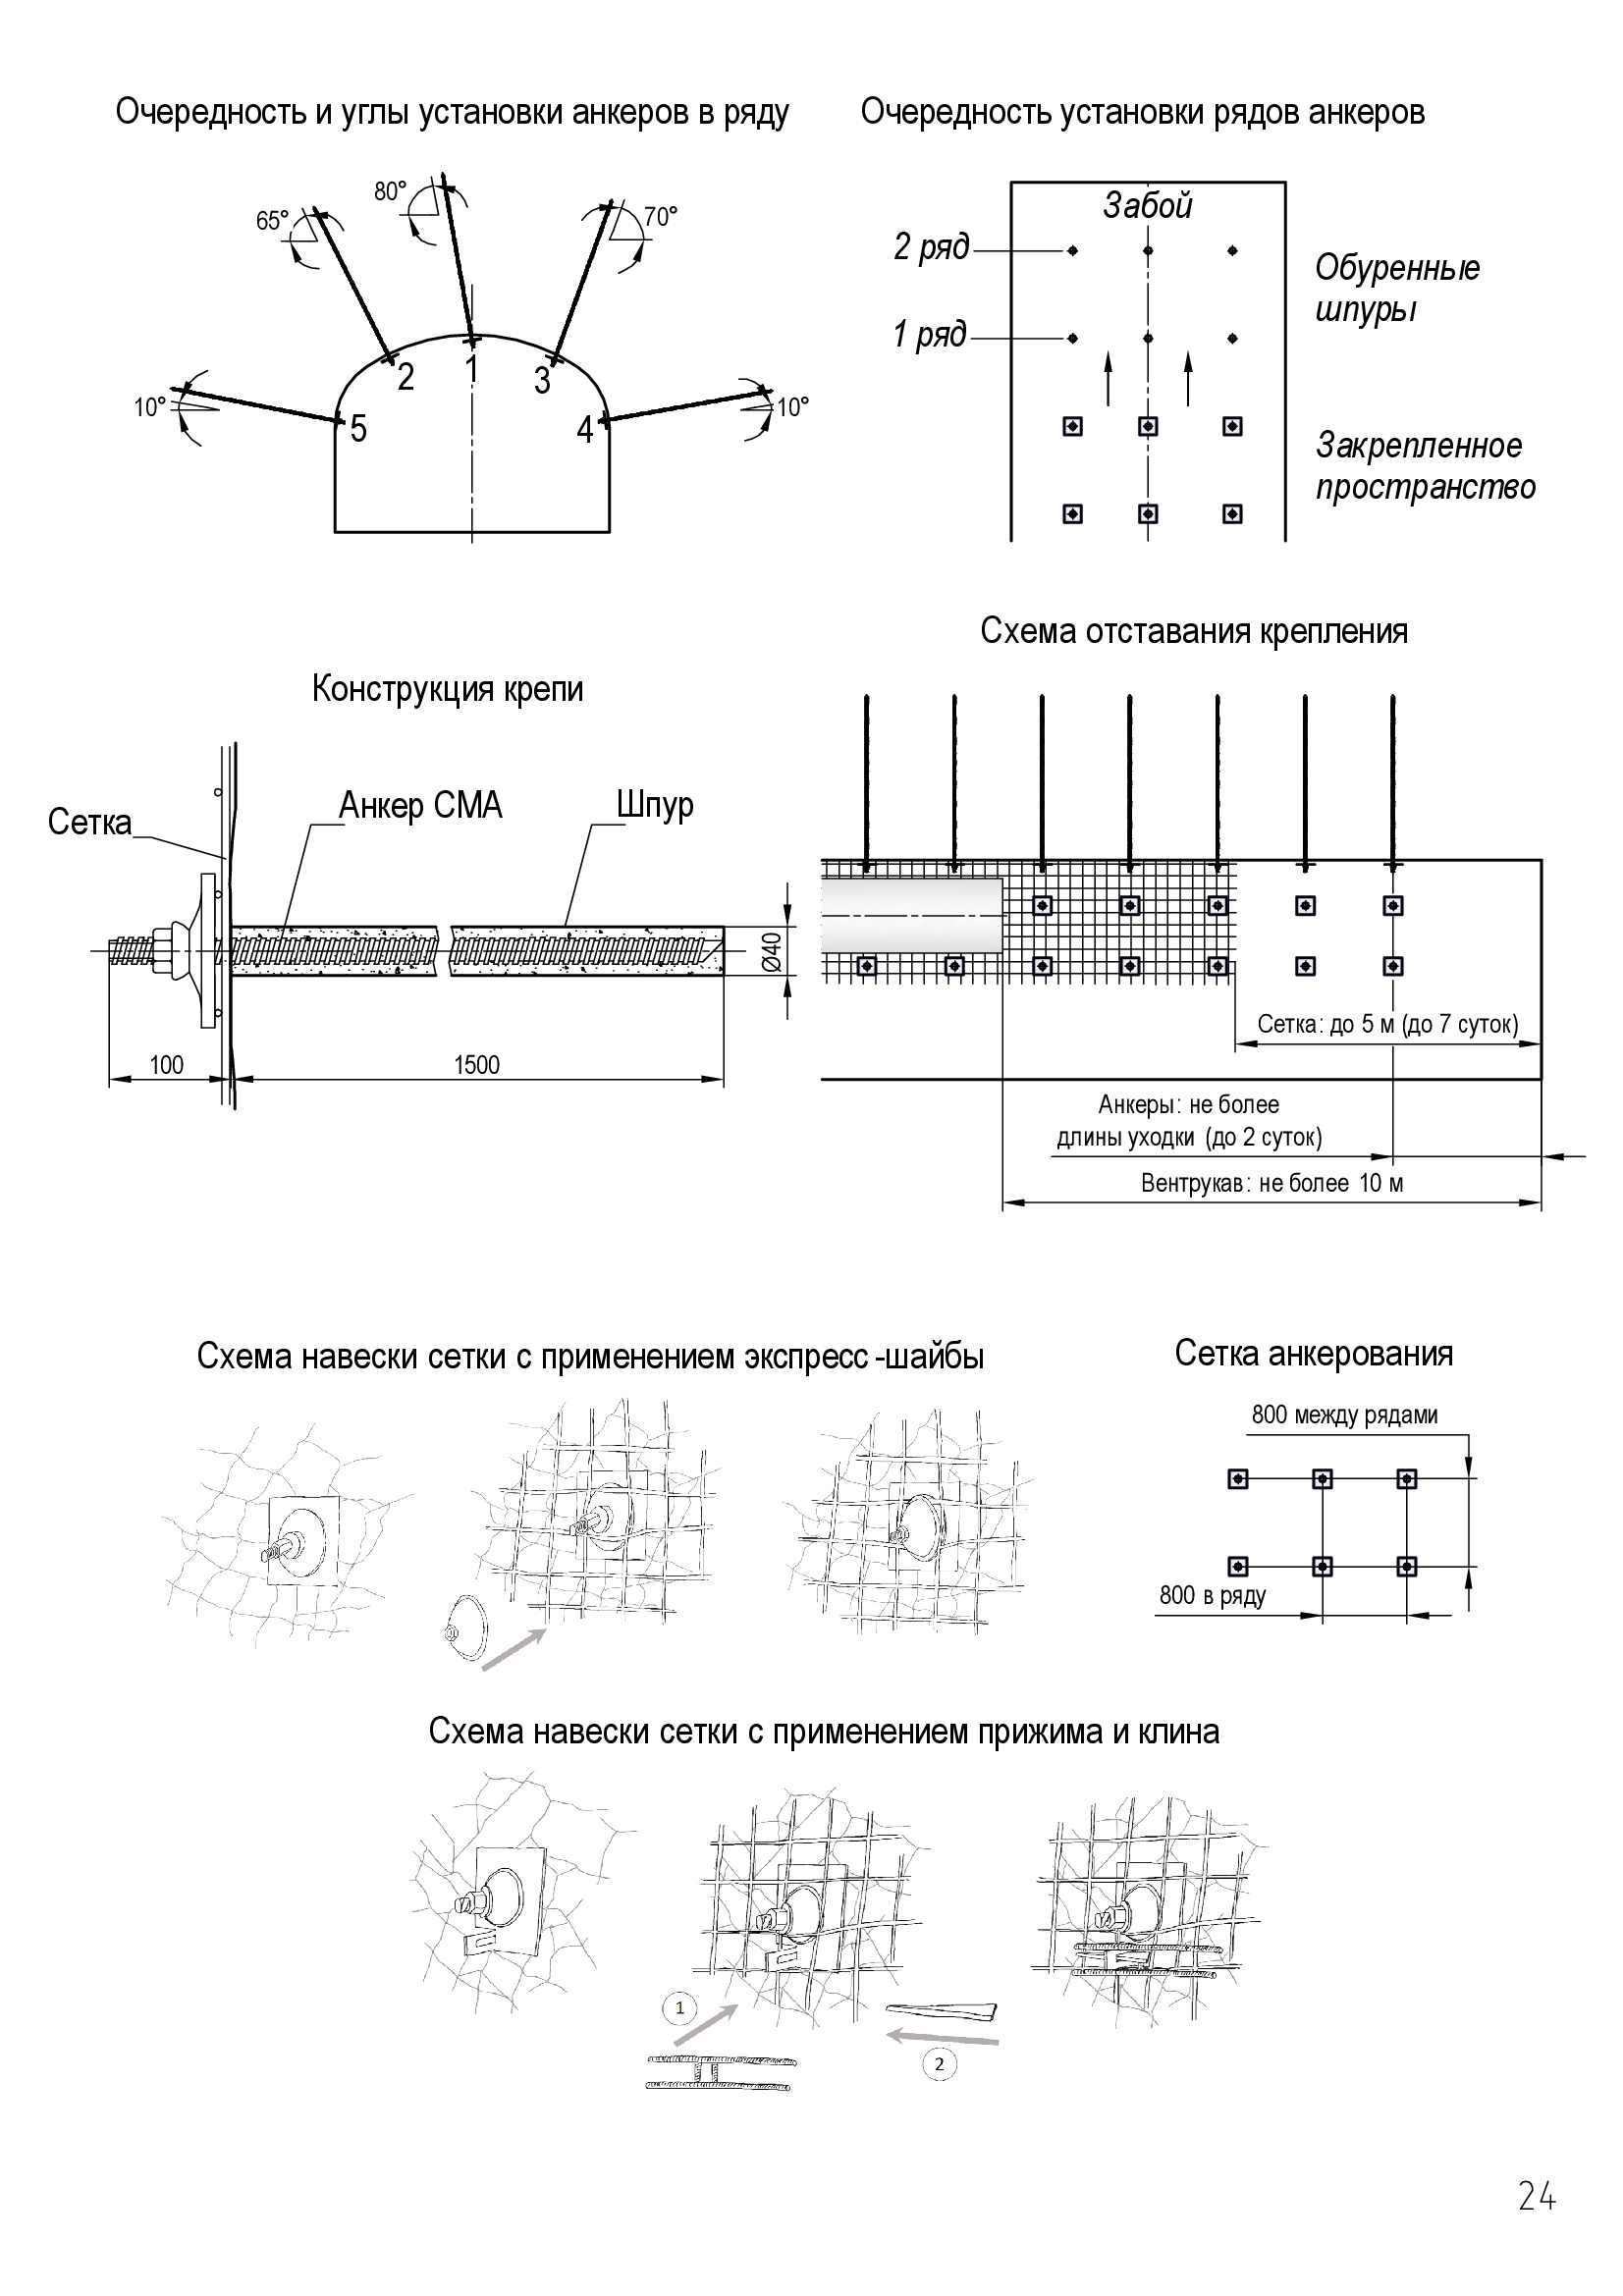 Очередность и углы установки анкеров в ряду
80°
65°
70°
10°
10°
2
1
3
5
4
Очередность установки рядов анкеров
Забой
2 ряд
1 ряд
Обуренные
шпуры
Закрепленное
пространство
Конструкция крепи
Сетка
Анкер СМА
Шпур
Ø40
100
1500
Схема отставания крепления
Сетка: до 5 м (до 7 суток)
Анкеры: не более
длины уходки (до 2 суток)
Вентрукав: не более 10 м
Схема навески сетки с применением экспресс-шайбы
Сетка анкерования
800 между рядами
800 в ряду
Схема навески сетки с применением прижима и клина
1
2
24